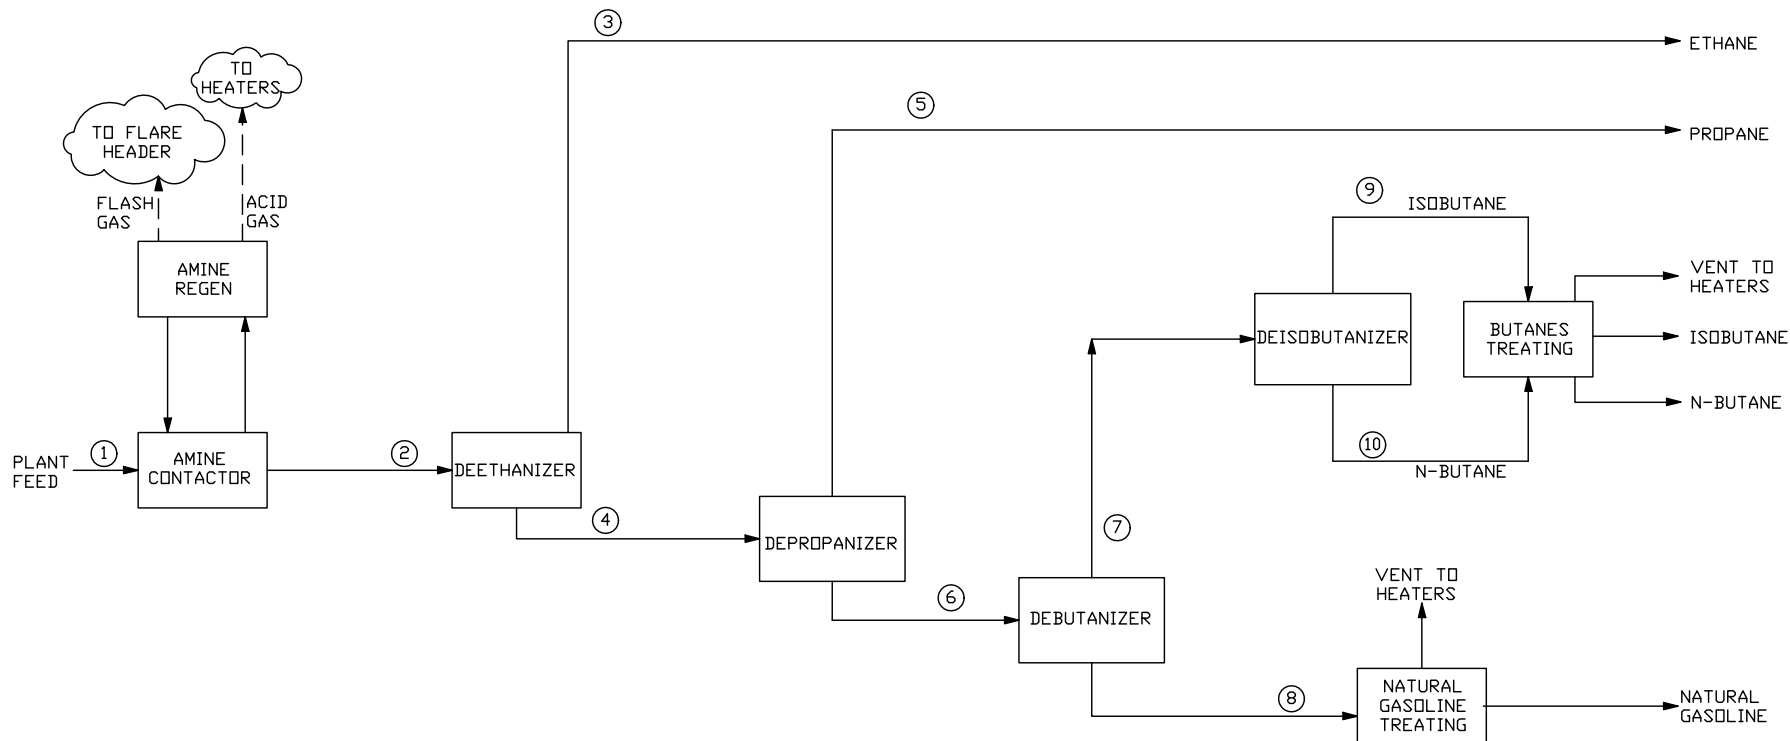 3
ETHANE
TO
HEATERS
5
TO FLARE
HEADER
PROPANE
FLASH
GAS
ACID
GAS
9
ISOBUTANE
AMINE
REGEN
VENT TO
HEATERS
DEISOBUTANIZER
BUTANES
TREATING
ISOBUTANE
N-BUTANE
1
2
10
PLANT
FEED
AMINE
CONTACTOR
DEETHANIZER
N-BUTANE
4
7
DEPROPANIZER
VENT TO
HEATERS
6
DEBUTANIZER
8
NATURAL
GASOLINE
TREATING
NATURAL
GASOLINE